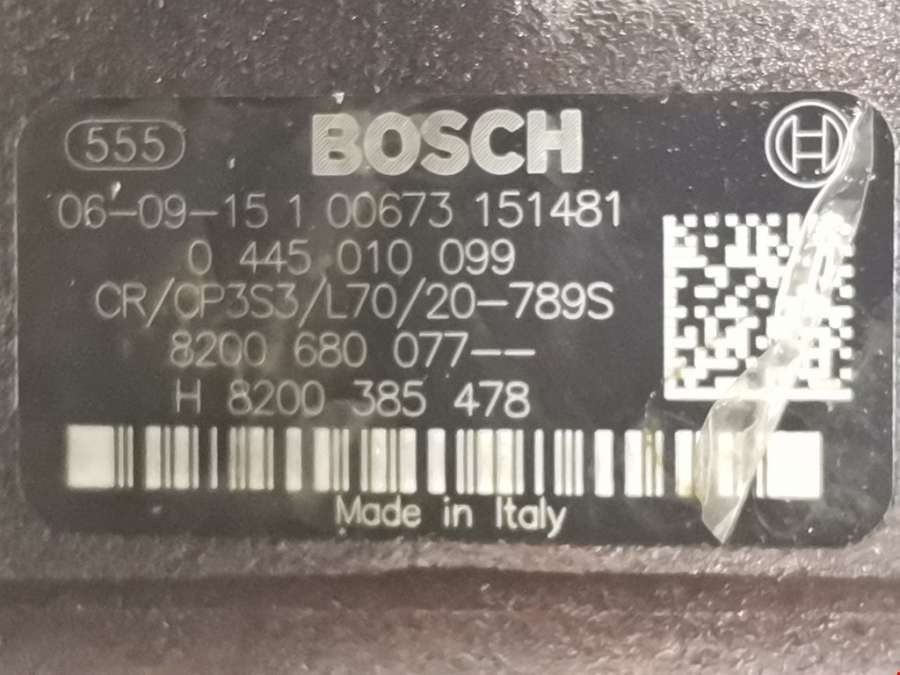 555
BOSCH
06-09-15 1 00673 151481
0 445 010 099
CR/CP3S3/L70/20-789S
8200 680 077--
H 8200 385 478
Made in Italy